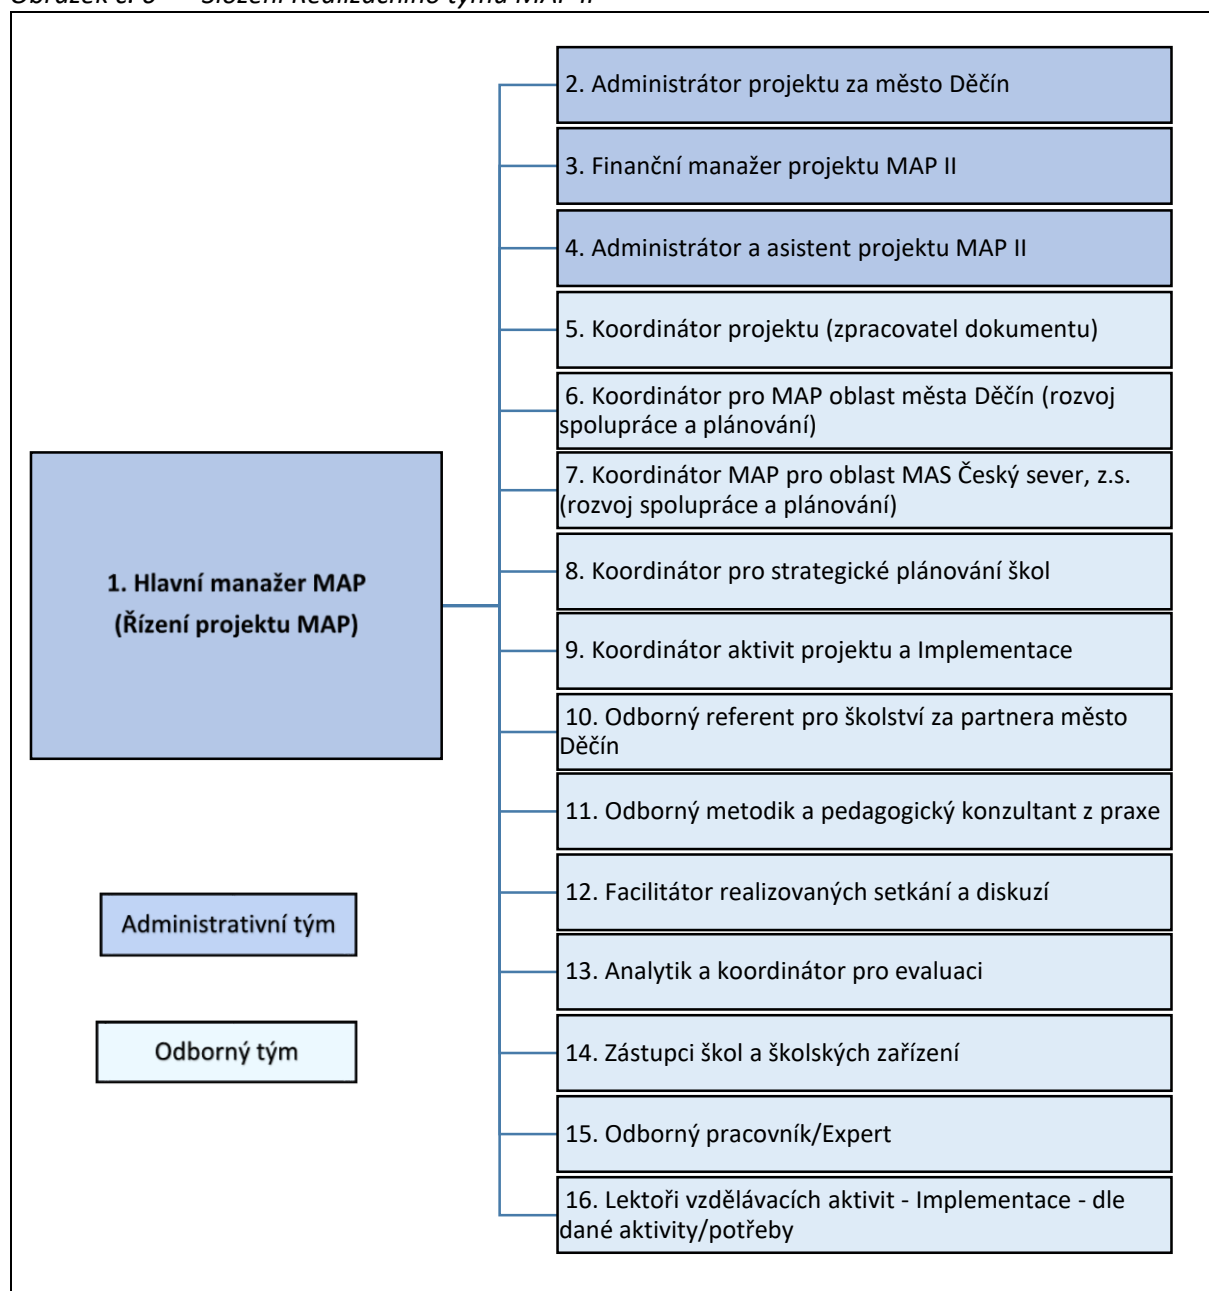 Složení Realizačního týmu MAP II
2. Administrátor projektu za město Děčín
3. Finanční manažer projektu MAP II
4. Administrátor a asistent projektu MAP II
5. Koordinátor projektu (zpracovatel dokumentu)
6. Koordinátor pro MAP oblast města Děčín (rozvoj
spolupráce a plánování)
7. Koordinátor MAP pro oblast MAS Český sever, z.s.
(rozvoj spolupráce a plánování)
1. Hlavní manažer MAP
(Řízení projektu MAP)
8. Koordinátor pro strategické plánování škol
9. Koordinátor aktivit projektu a Implementace
10. Odborný referent pro školství za partnera město
Děčín
11. Odborný metodik a pedagogický konzultant z praxe
12. Facilitátor realizovaných setkání a diskuzí
13. Analytik a koordinátor pro evaluaci
14. Zástupci škol a školských zařízení
15. Odborný pracovník/Expert
16. Lektoři vzdělávacích aktivit - Implementace - dle
dané aktivity/potřeby
Administrativní tým
Odborný tým